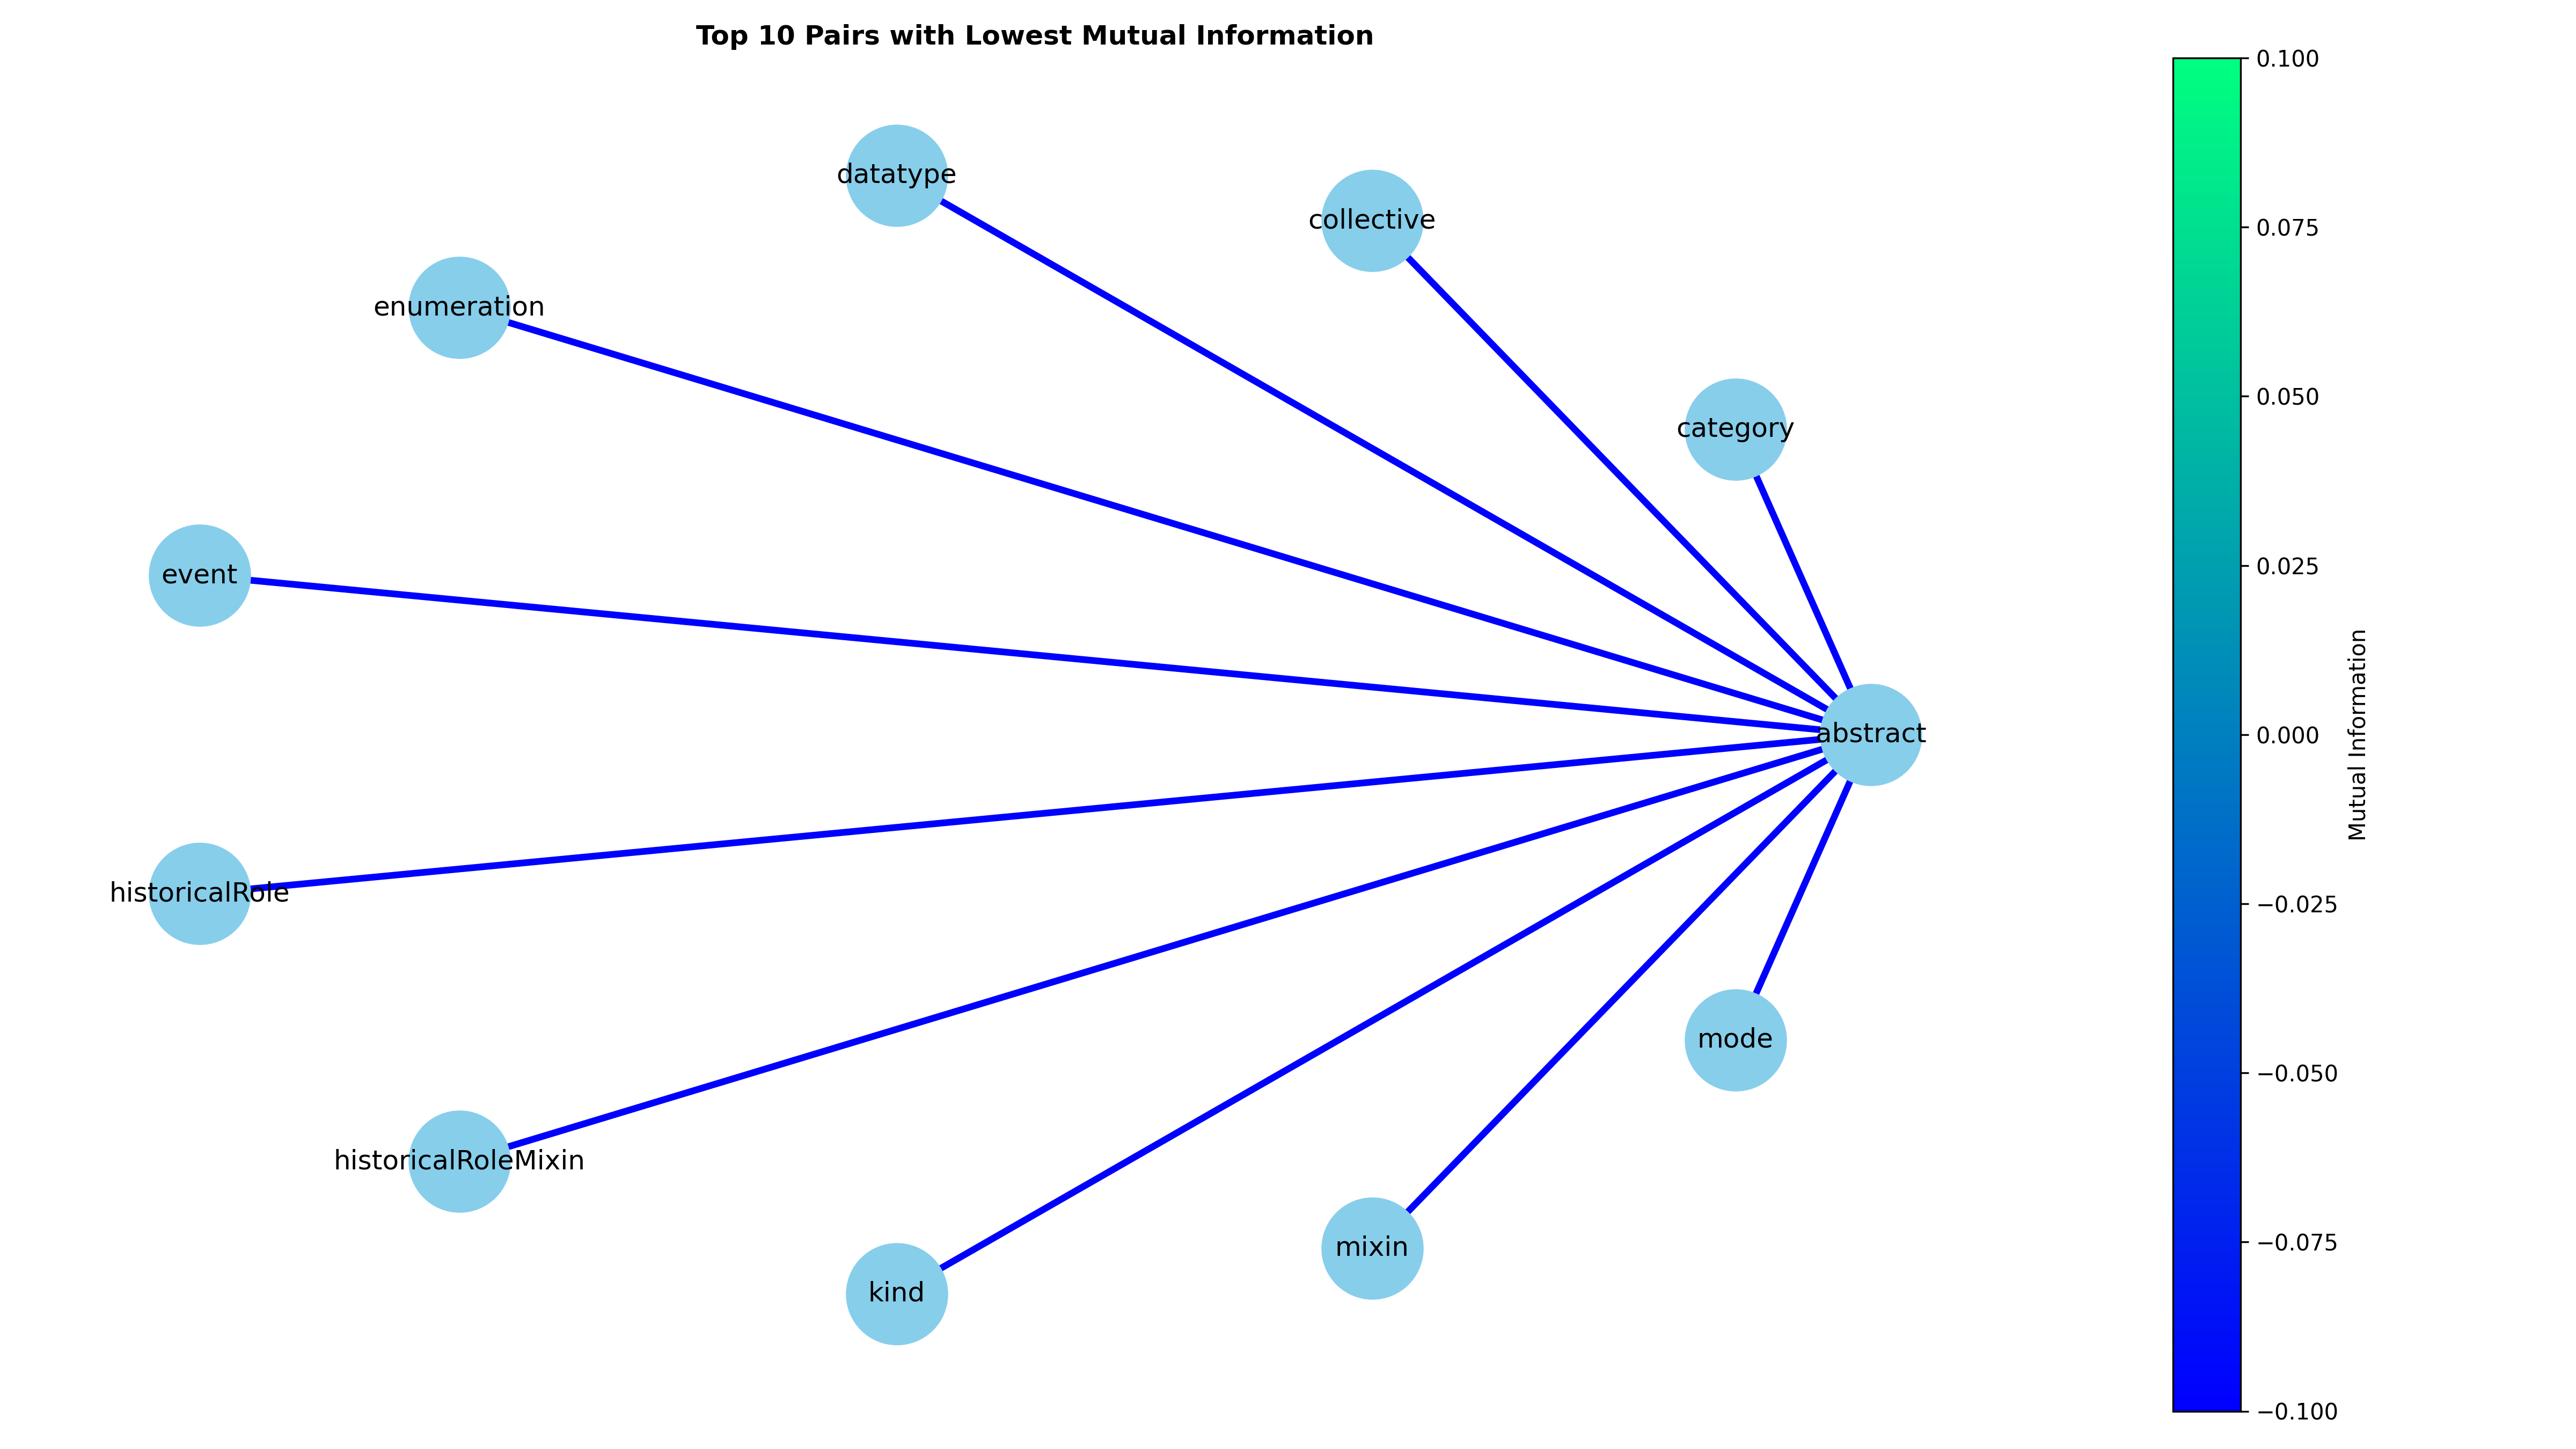 Top 10 Pairs with Lowest Mutual Information
datatype
collective
enumeration
category
event
abstract
historicalRole
mode
historicalRoleMixin
mixin
kind
0.100
0.075
0.050
0.025
0.000
−0.025
−0.050
−0.075
−0.100
Mutual Information